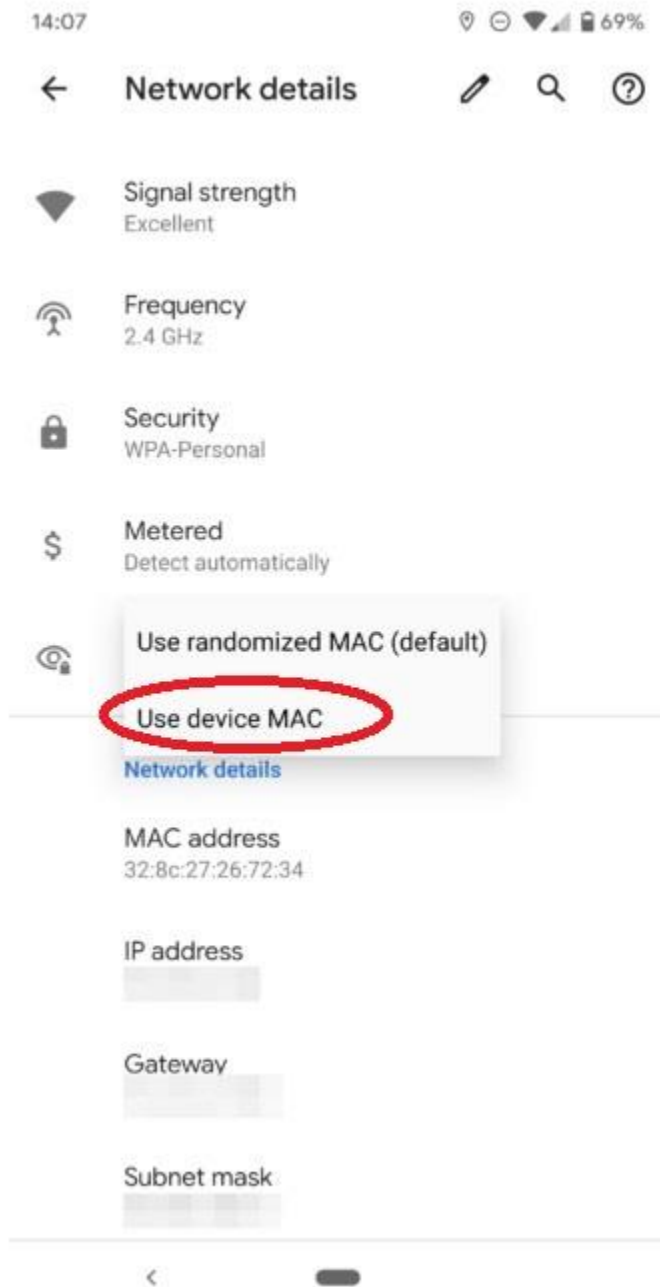 14:07
69%
Network details
Signal strength
Excellent
Frequency
2.4 GHz
Security
WPA-Personal
Metered
Detect automatically
Use randomized MAC (default)
Use device MAC
Network details
MAC address
32:8c:27:26:72:34
IP address
Gateway
Subnet mask